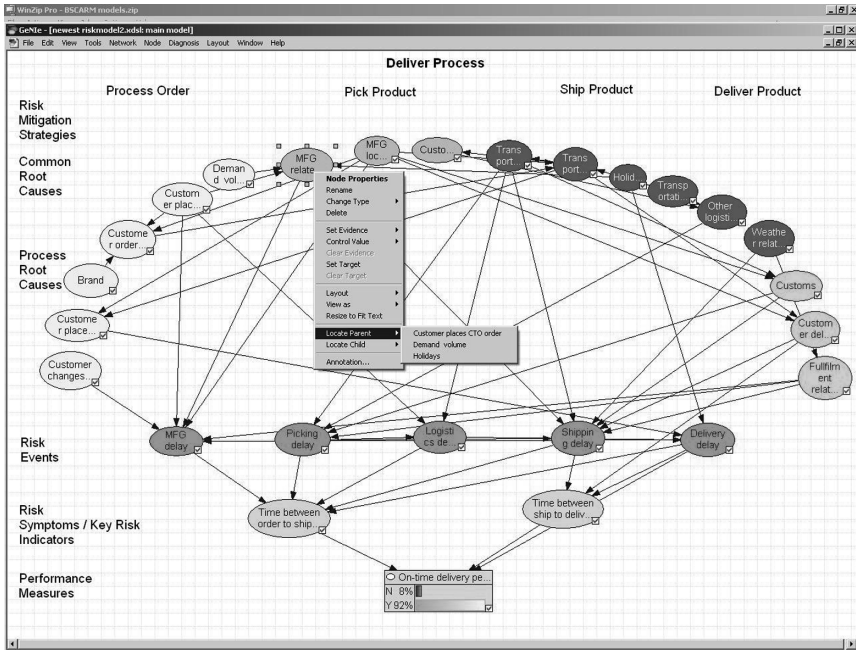 WinZip Pro - BSCARM models.zip
GeNIe - [newest riskmodel2.xdsl: main model]
File Edit View Tools Network Node Diagnosis Layout Window Help
Deliver Process
Process Order
Pick Product
Ship Product
Deliver Product
Risk
Mitigation
Strategies
Common
Root
Causes
Process
Root
Causes
Risk
Events
Risk
Symptoms / Key Risk
Indicators
Performance
Measures
Deman
d vol...
MFG
relate...
MFG
loc...
Custo...
Trans
port...
Trans
port...
Holid...
Transp
ortati...
Other
logisti...
Weathe
r relat...
Customs
Custom
er del...
Fullfilm
ent
relat...
Custom
er plac...
Custome
r order...
Brand
Custome
r place...
Customer
changes...
Node Properties
Rename
Change Type
Delete
Set Evidence
Control Value
Clear Evidence
Set Target
Clear Target
Layout
View as
Resize to Fit Text
Locate Parent
Locate Child
Annotation...
Customer places CTO order
Demand volume
Holidays
MFG
delay
Picking
delay
Logisti
cs de...
Shippin
g delay
Delivery
delay
Time between
order to ship...
Time between
ship to deliv...
On-time delivery pe...
N 8%
Y 92%